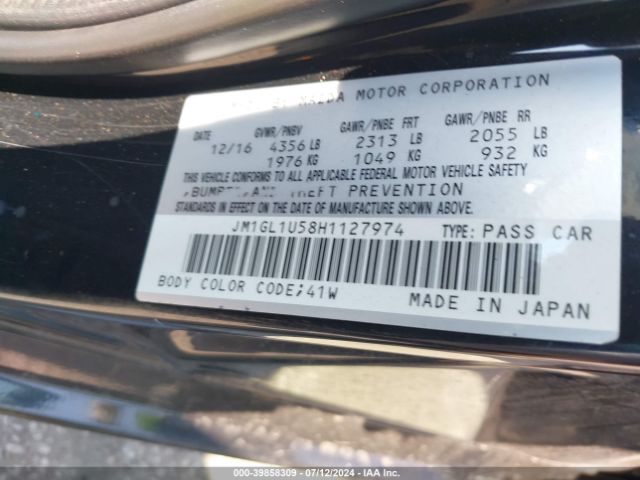 MAZDA MOTOR CORPORATION
DATE GVWR/PNBV GAWR/PNBE FRT GAWR/PNBE RR
12/16 4356 LB 2313 LB 2055 LB
1976 KG 1049 KG 932 KG
THIS VEHICLE CONFORMS TO ALL APPLICABLE FEDERAL MOTOR VEHICLE SAFETY
THEFT PREVENTION
STANDARDS IN EFFECT ON THE DATE OF MANUFACTURE SHOWN ABOVE.
JM1GL1U58H1127974 TYPE: PASS CAR
BODY COLOR CODE;41W MADE IN JAPAN
000-39858309 - 07/12/2024 - IAA Inc.